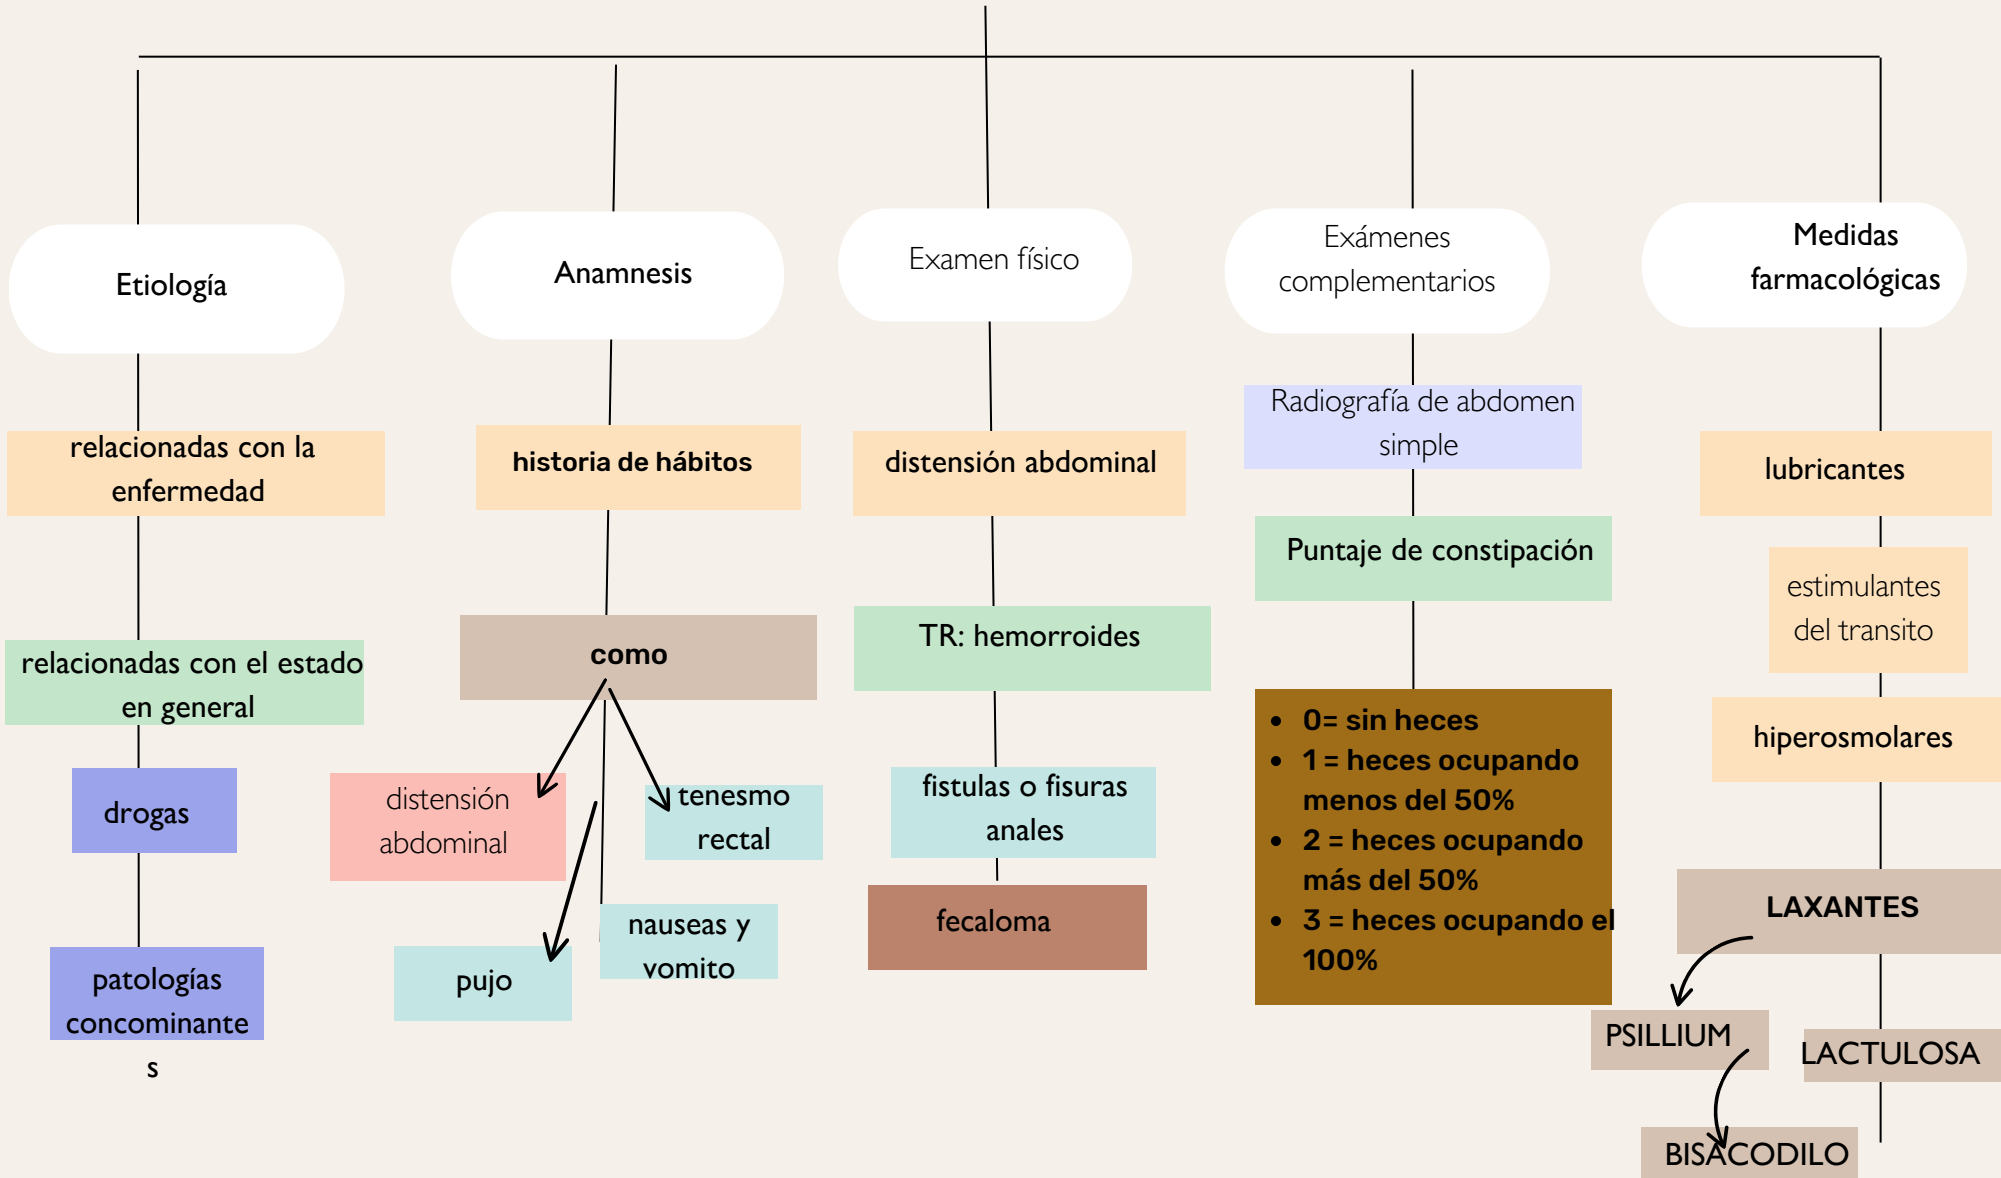 Etiología
relacionadas con la
enfermedad
relacionadas con el estado
en general
drogas
patologías
concominante
s
Anamnesis
historia de hábitos
como
distensión
abdominal
tenesmo
rectal
pujo
nauseas y
vomito
Examen físico
distensión abdominal
TR: hemorroides
fistulas o fisuras
anales
fecaloma
Exámenes
complementarios
Radiografía de abdomen
simple
Puntaje de constipación
• 0= sin heces
• 1 = heces ocupando
menos del 50%
• 2 = heces ocupando
más del 50%
• 3 = heces ocupando el
100%
Medidas
farmacológicas
lubricantes
estimulantes
del transito
hiperosmolares
LAXANTES
PSILLIUM
LACTULOSA
BISACODILO